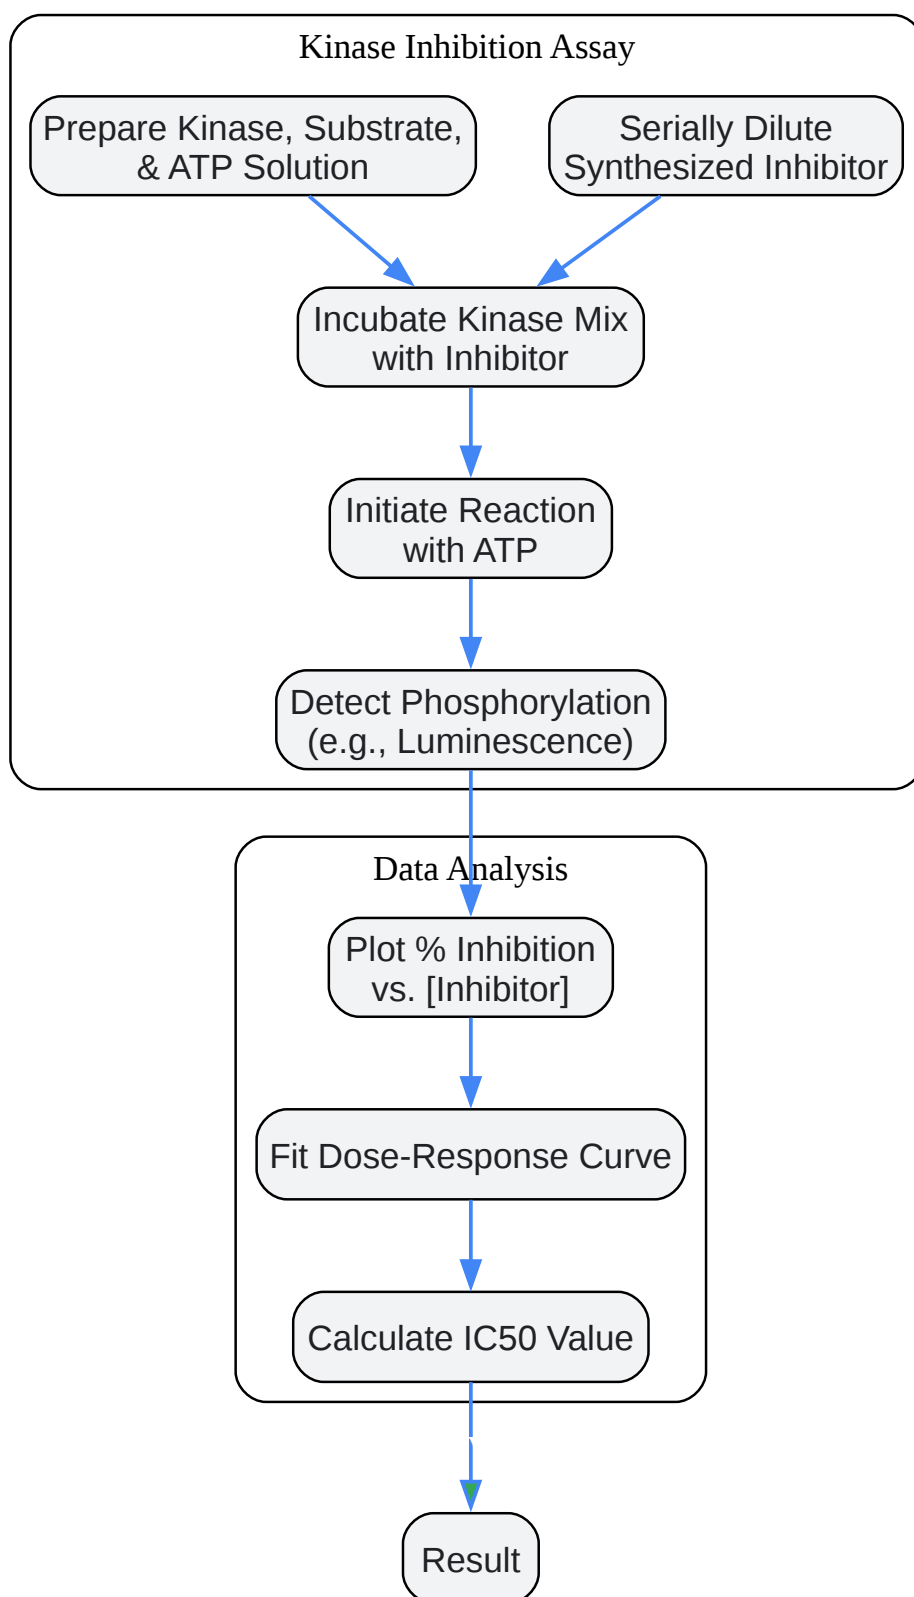 Kinase Inhibition Assay
Prepare Kinase, Substrate,
& ATP Solution
Serially Dilute
Synthesized Inhibitor
Incubate Kinase Mix
with Inhibitor
Initiate Reaction
with ATP
Detect Phosphorylation
(e.g., Luminescence)
Data Analysis
Plot % Inhibition
vs. [Inhibitor]
Fit Dose-Response Curve
Calculate IC50 Value
Result